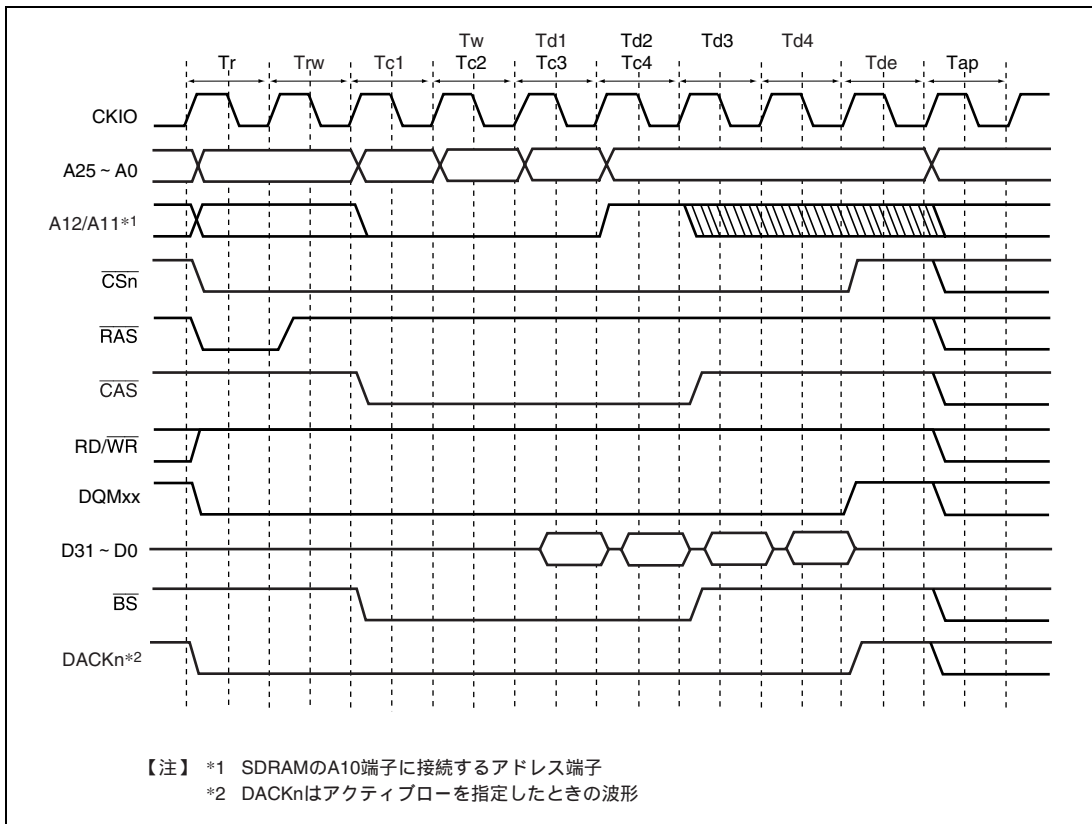 Tw Td1 Td2 Td3 Td4
Tr Trw Tc1 Tc2 Tc3 Tc4 Tde Tap
CKIO
A25 ~ A0
A12/A11*1
CSn
RAS
CAS
RD/WR
DQMxx
D31 ~ D0
BS
DACKn*2
【注】 *1 SDRAMのA10端子に接続するアドレス端子
*2 DACKnはアクティブローを指定したときの波形